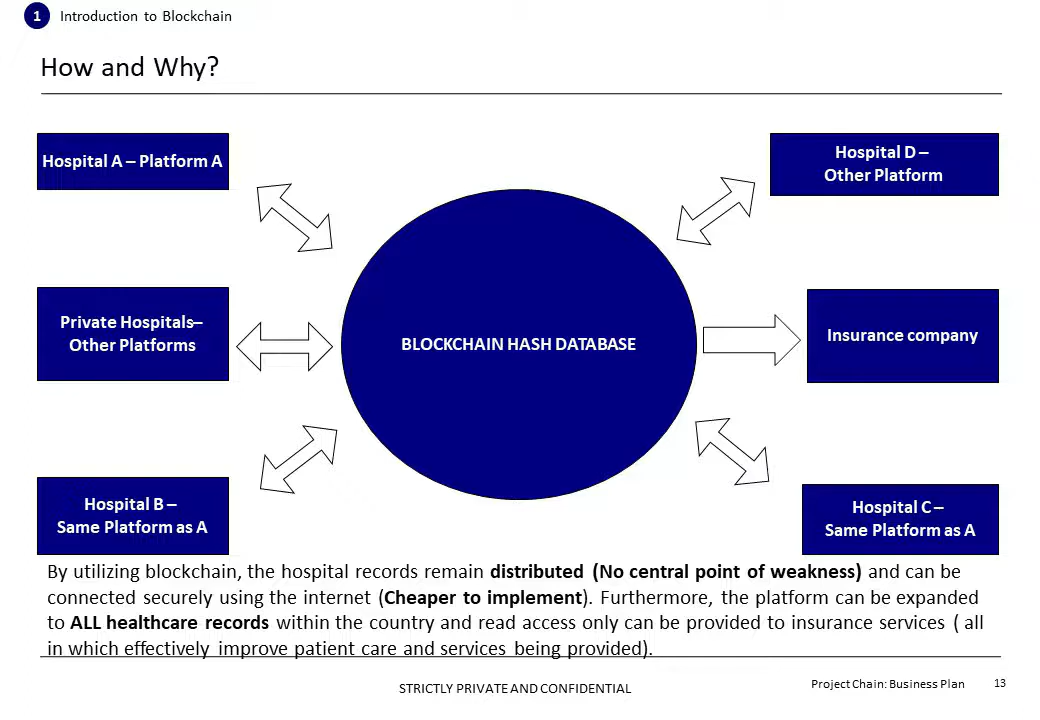 1 Introduction to Blockchain
How and Why?
Hospital A – Platform A
Hospital D –
Other Platform
Private Hospitals–
Other Platforms
BLOCKCHAIN HASH DATABASE
Insurance company
Hospital B –
Same Platform as A
Hospital C –
Same Platform as A
By utilizing blockchain, the hospital records remain distributed (No central point of weakness) and can be
connected securely using the internet (Cheaper to implement). Furthermore, the platform can be expanded
to ALL healthcare records within the country and read access only can be provided to insurance services ( all
in which effectively improve patient care and services being provided).
STRICTLY PRIVATE AND CONFIDENTIAL
Project Chain: Business Plan 13